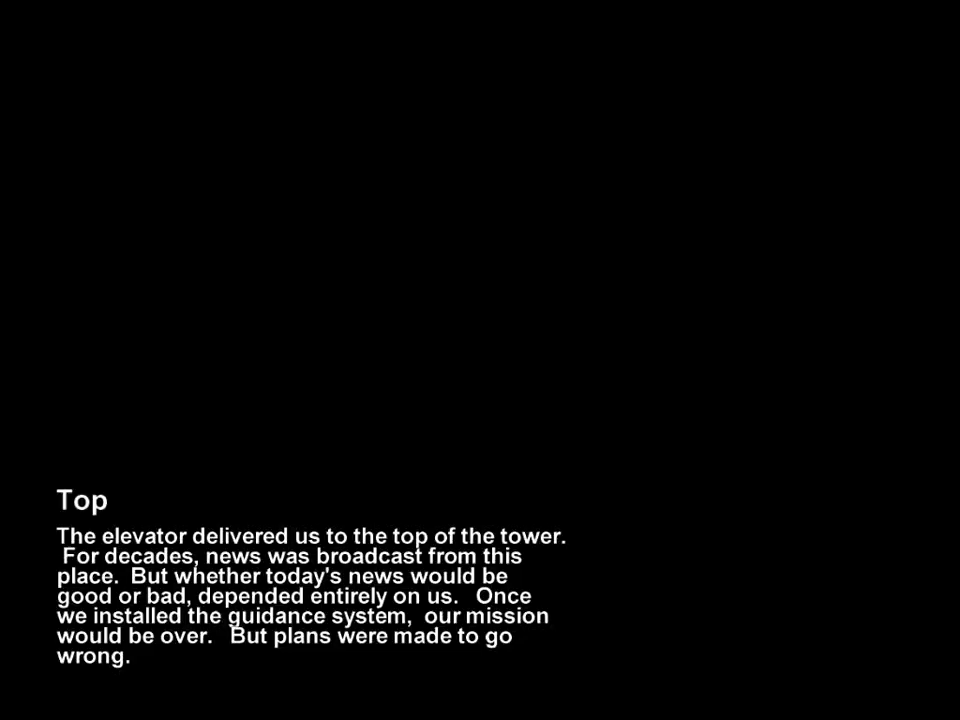 Top
The elevator delivered us to the top of the tower.
For decades, news was broadcast from this
place.  But whether today's news would be
good or bad, depended entirely on us.   Once
we installed the guidance system,  our mission
would be over.   But plans were made to go
wrong.